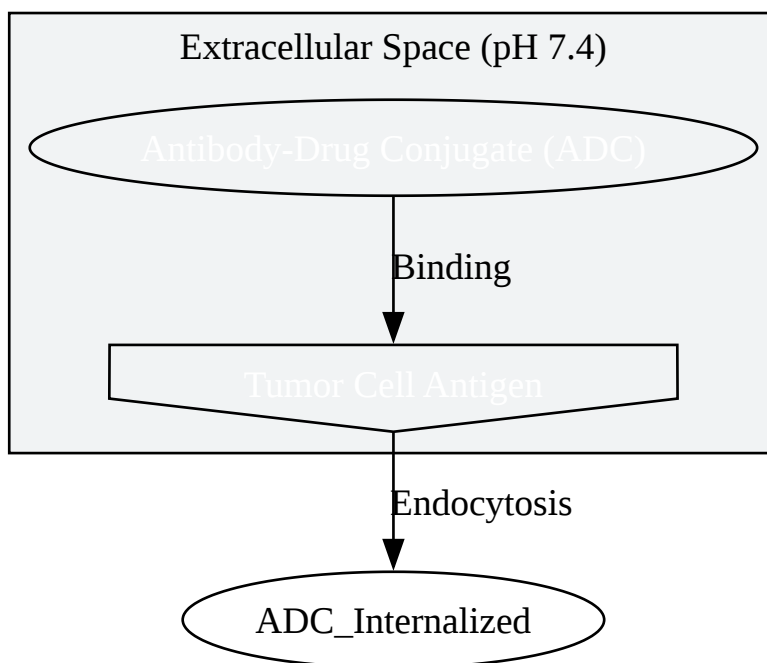 Extracellular Space (pH 7.4)
Antibody-Drug Conjugate (ADC)
Binding
Tumor Cell Antigen
Endocytosis
ADC_Internalized